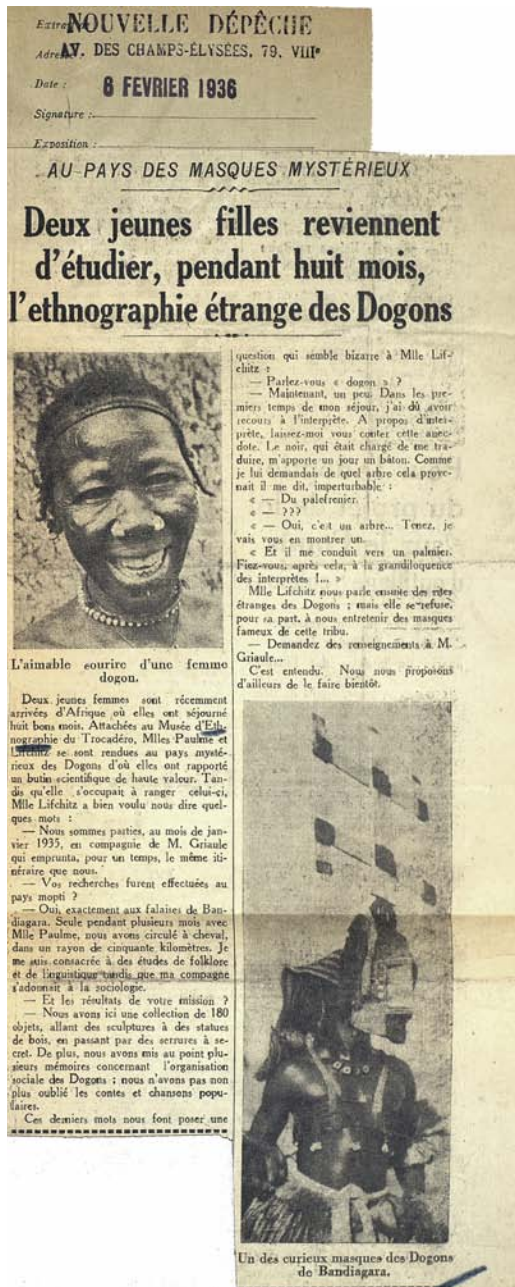 Extrait de NOUVELLE DÉPÊCHE
Adresse AV. DES CHAMPS-ÉLYSÉES, 79, VIIIe
Date : 8 FEVRIER 1936
Signature :
Exposition :
AU PAYS DES MASQUES MYSTÉRIEUX
Deux jeunes filles reviennent
d'étudier, pendant huit mois,
l'ethnographie étrange des Dogons
L'aimable sourire d'une femme
dogon.
Deux jeunes femmes sont récemment
arrivées d'Afrique où elles ont séjourné
huit bons mois. Attachées au Musée d'Eth-
nographie du Trocadéro, Mlles Paulme et
Lifchitz se sont rendues au pays mysté-
rieux des Dogons d'où elles ont rapporté
un butin scientifique de haute valeur. Tan-
dis qu'elle s'occupait à ranger celui-ci,
Mlle Lifchitz a bien voulu nous dire quel-
ques mots :
— Nous sommes parties, au mois de jan-
vier 1935, en compagnie de M. Griaule
qui emprunta, pour un temps, le même iti-
néraire que nous.
— Vos recherches furent effectuées au
pays mopti ?
— Oui, exactement aux falaises de Ban-
diagara. Seule pendant plusieurs mois avec
Mlle Paulme, nous avons circulé à cheval,
dans un rayon de cinquante kilomètres. Je
me suis consacrée à des études de folklore
et de linguistique tandis que ma compagne
s'adonnait à la sociologie.
— Et les résultats de votre mission ?
— Nous avons ici une collection de 180
objets, allant des sculptures à des statues
de bois, en passant par des serrures à se-
cret. De plus, nous avons mis au point plu-
sieurs mémoires concernant l'organisation
sociale des Dogons ; nous n'avons pas non
plus oublié les contes et chansons popu-
laires.
Ces derniers mots nous font poser une
question qui semble bizarre à Mlle Lif-
chitz :
— Parlez-vous « dogon » ?
— Maintenant, un peu. Dans les pre-
miers temps de mon séjour, j'ai dû avoir
recours à l'interprète. A propos d'inter-
prète, laissez-moi vous conter cette anec-
dote. Le noir, qui était chargé de me tra-
duire, m'apporte un jour un bâton. Comme
je lui demandais de quel arbre cela prove-
nait il me dit, imperturbable :
« — Du palefrenier.
« — ???
« — Oui, c'est un arbre... Tenez, je
vais vous en montrer un.
« Et il me conduit vers un palmier.
Fiez-vous, après cela, à la grandiloquence
des interprètes !... »
Mlle Lifchitz nous parle ensuite des rites
étranges des Dogons ; mais elle se refuse,
pour sa part, à nous entretenir des masques
fameux de cette tribu.
— Demandez des renseignements à M.
Griaule...
C'est entendu. Nous nous proposons
d'ailleurs de le faire bientôt.
Un des curieux masques des Dogons
de Bandiagara.